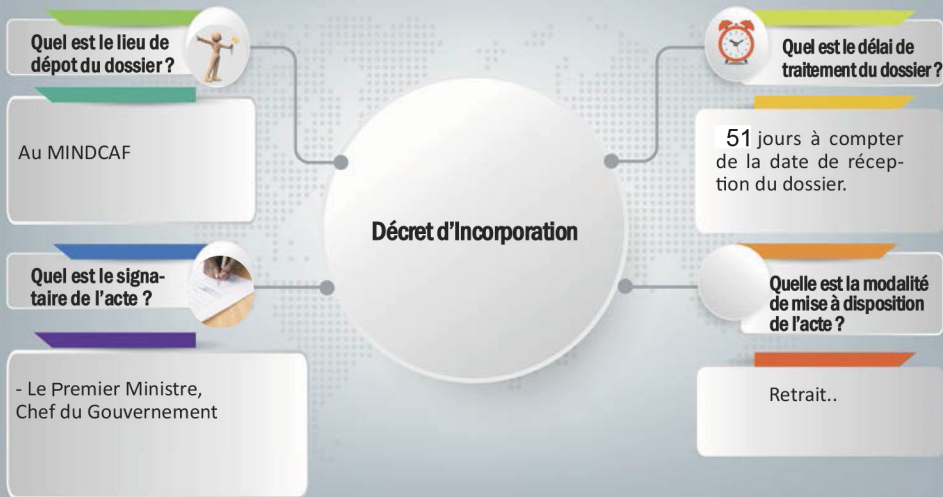 Quel est le lieu de
dépot du dossier ?
Au MINDCAF
Quel est le signa-
taire de l'acte ?
- Le Premier Ministre,
Chef du Gouvernement
Décret d'Incorporation
Quel est le délai de
traitement du dossier ?
51 jours à compter
de la date de récep-
tion du dossier.
Quelle est la modalité
de mise à disposition
de l'acte ?
Retrait..